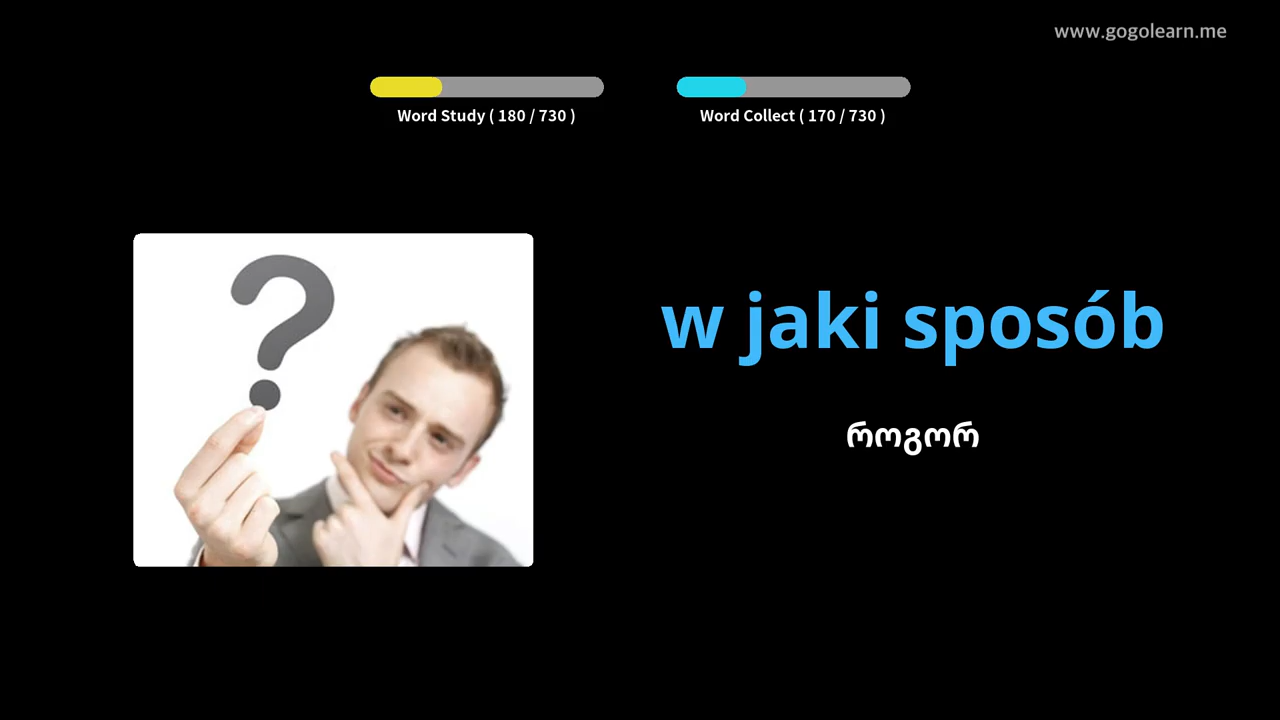 www.gogolearn.me
Word Study ( 180 / 730 )
Word Collect ( 170 / 730 )
w jaki sposób
როგორ